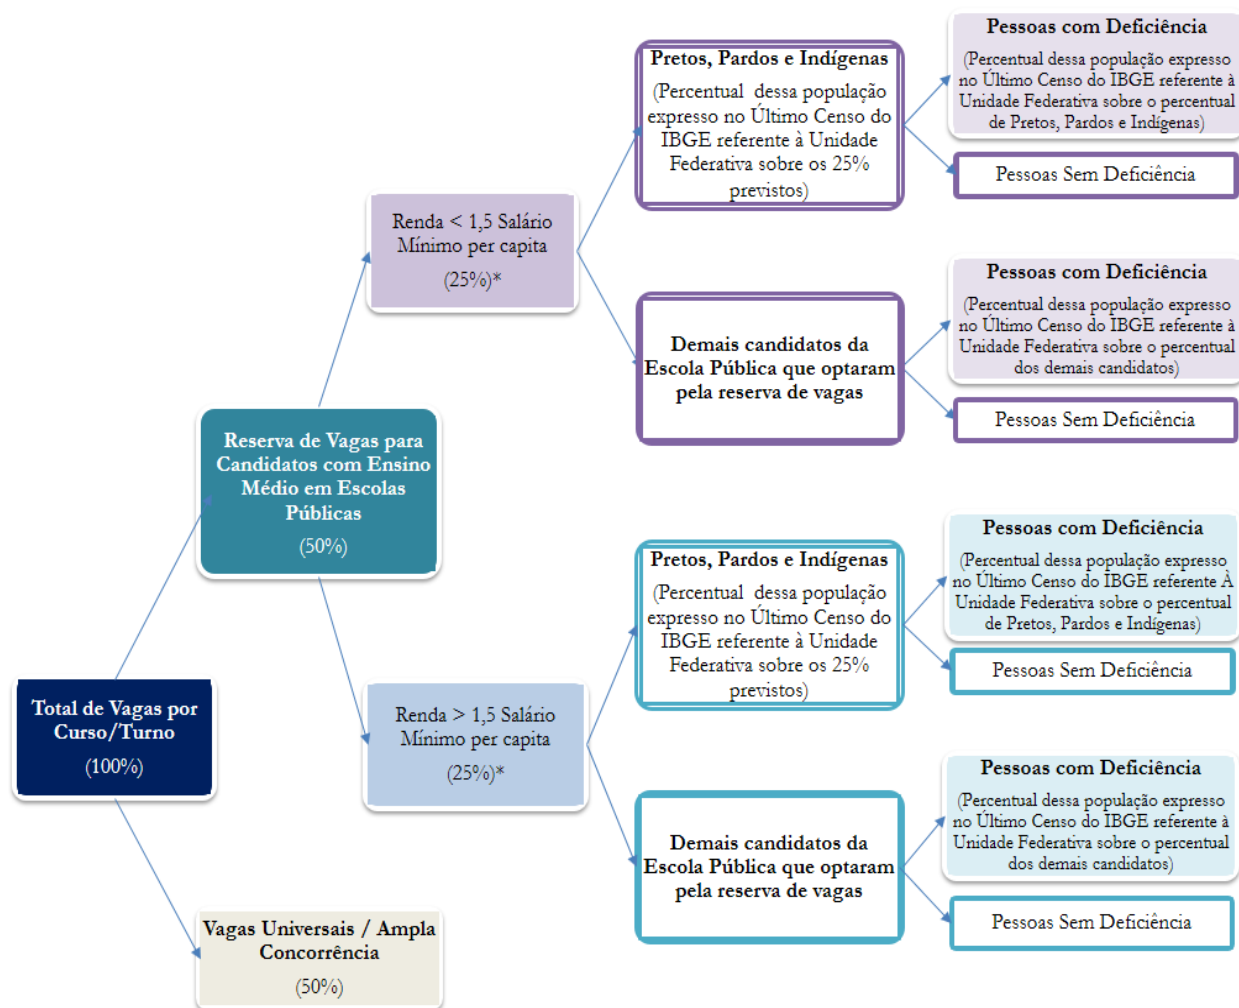 Total de Vagas por
Curso/Turno
(100%)
Reserva de Vagas para
Candidatos com Ensino
Médio em Escolas
Públicas
(50%)
Vagas Universais / Ampla
Concorrência
(50%)
Renda < 1,5 Salário
Mínimo per capita
(25%)*
Renda > 1,5 Salário
Mínimo per capita
(25%)*
Pretos, Pardos e Indígenas
(Percentual dessa população
expresso no Último Censo do
IBGE referente à Unidade
Federativa sobre os 25%
previstos)
Demais candidatos da
Escola Pública que optaram
pela reserva de vagas
Pretos, Pardos e Indígenas
(Percentual dessa população
expresso no Último Censo do
IBGE referente à Unidade
Federativa sobre os 25%
previstos)
Demais candidatos da
Escola Pública que optaram
pela reserva de vagas
Pessoas com Deficiência
(Percentual dessa população expresso
no Último Censo do IBGE referente à
Unidade Federativa sobre o percentual
de Pretos, Pardos e Indígenas)
Pessoas Sem Deficiência
Pessoas com Deficiência
(Percentual dessa população expresso
no Último Censo do IBGE referente à
Unidade Federativa sobre o percentual
dos demais candidatos)
Pessoas Sem Deficiência
Pessoas com Deficiência
(Percentual dessa população expresso
no Último Censo do IBGE referente À
Unidade Federativa sobre o percentual
de Pretos, Pardos e Indígenas)
Pessoas Sem Deficiência
Pessoas com Deficiência
(Percentual dessa população expresso
no Último Censo do IBGE referente à
Unidade Federativa sobre o percentual
dos demais candidatos)
Pessoas Sem Deficiência